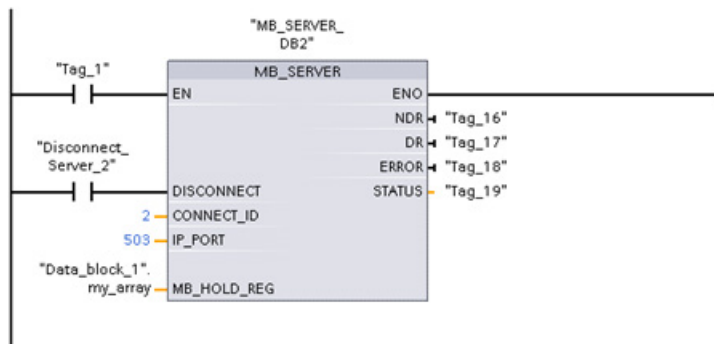 "MB_SERVER_
DB2"
"Tag_1"
MB_SERVER
EN
ENO
NDR
"Tag_16"
DR
"Tag_17"
"Disconnect_
Server_2"
ERROR
"Tag_18"
DISCONNECT
STATUS
"Tag_19"
2
CONNECT_ID
503
IP_PORT
"Data_block_1".
my_array
MB_HOLD_REG